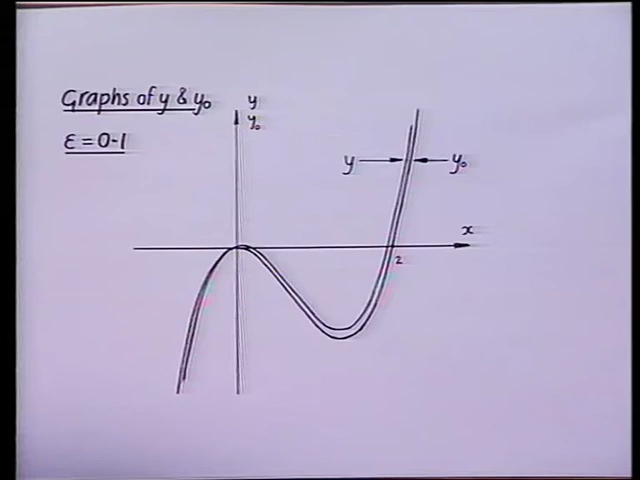 Graphs of y & y₀
ε = 0·1
y
y₀
y
y₀
x
2